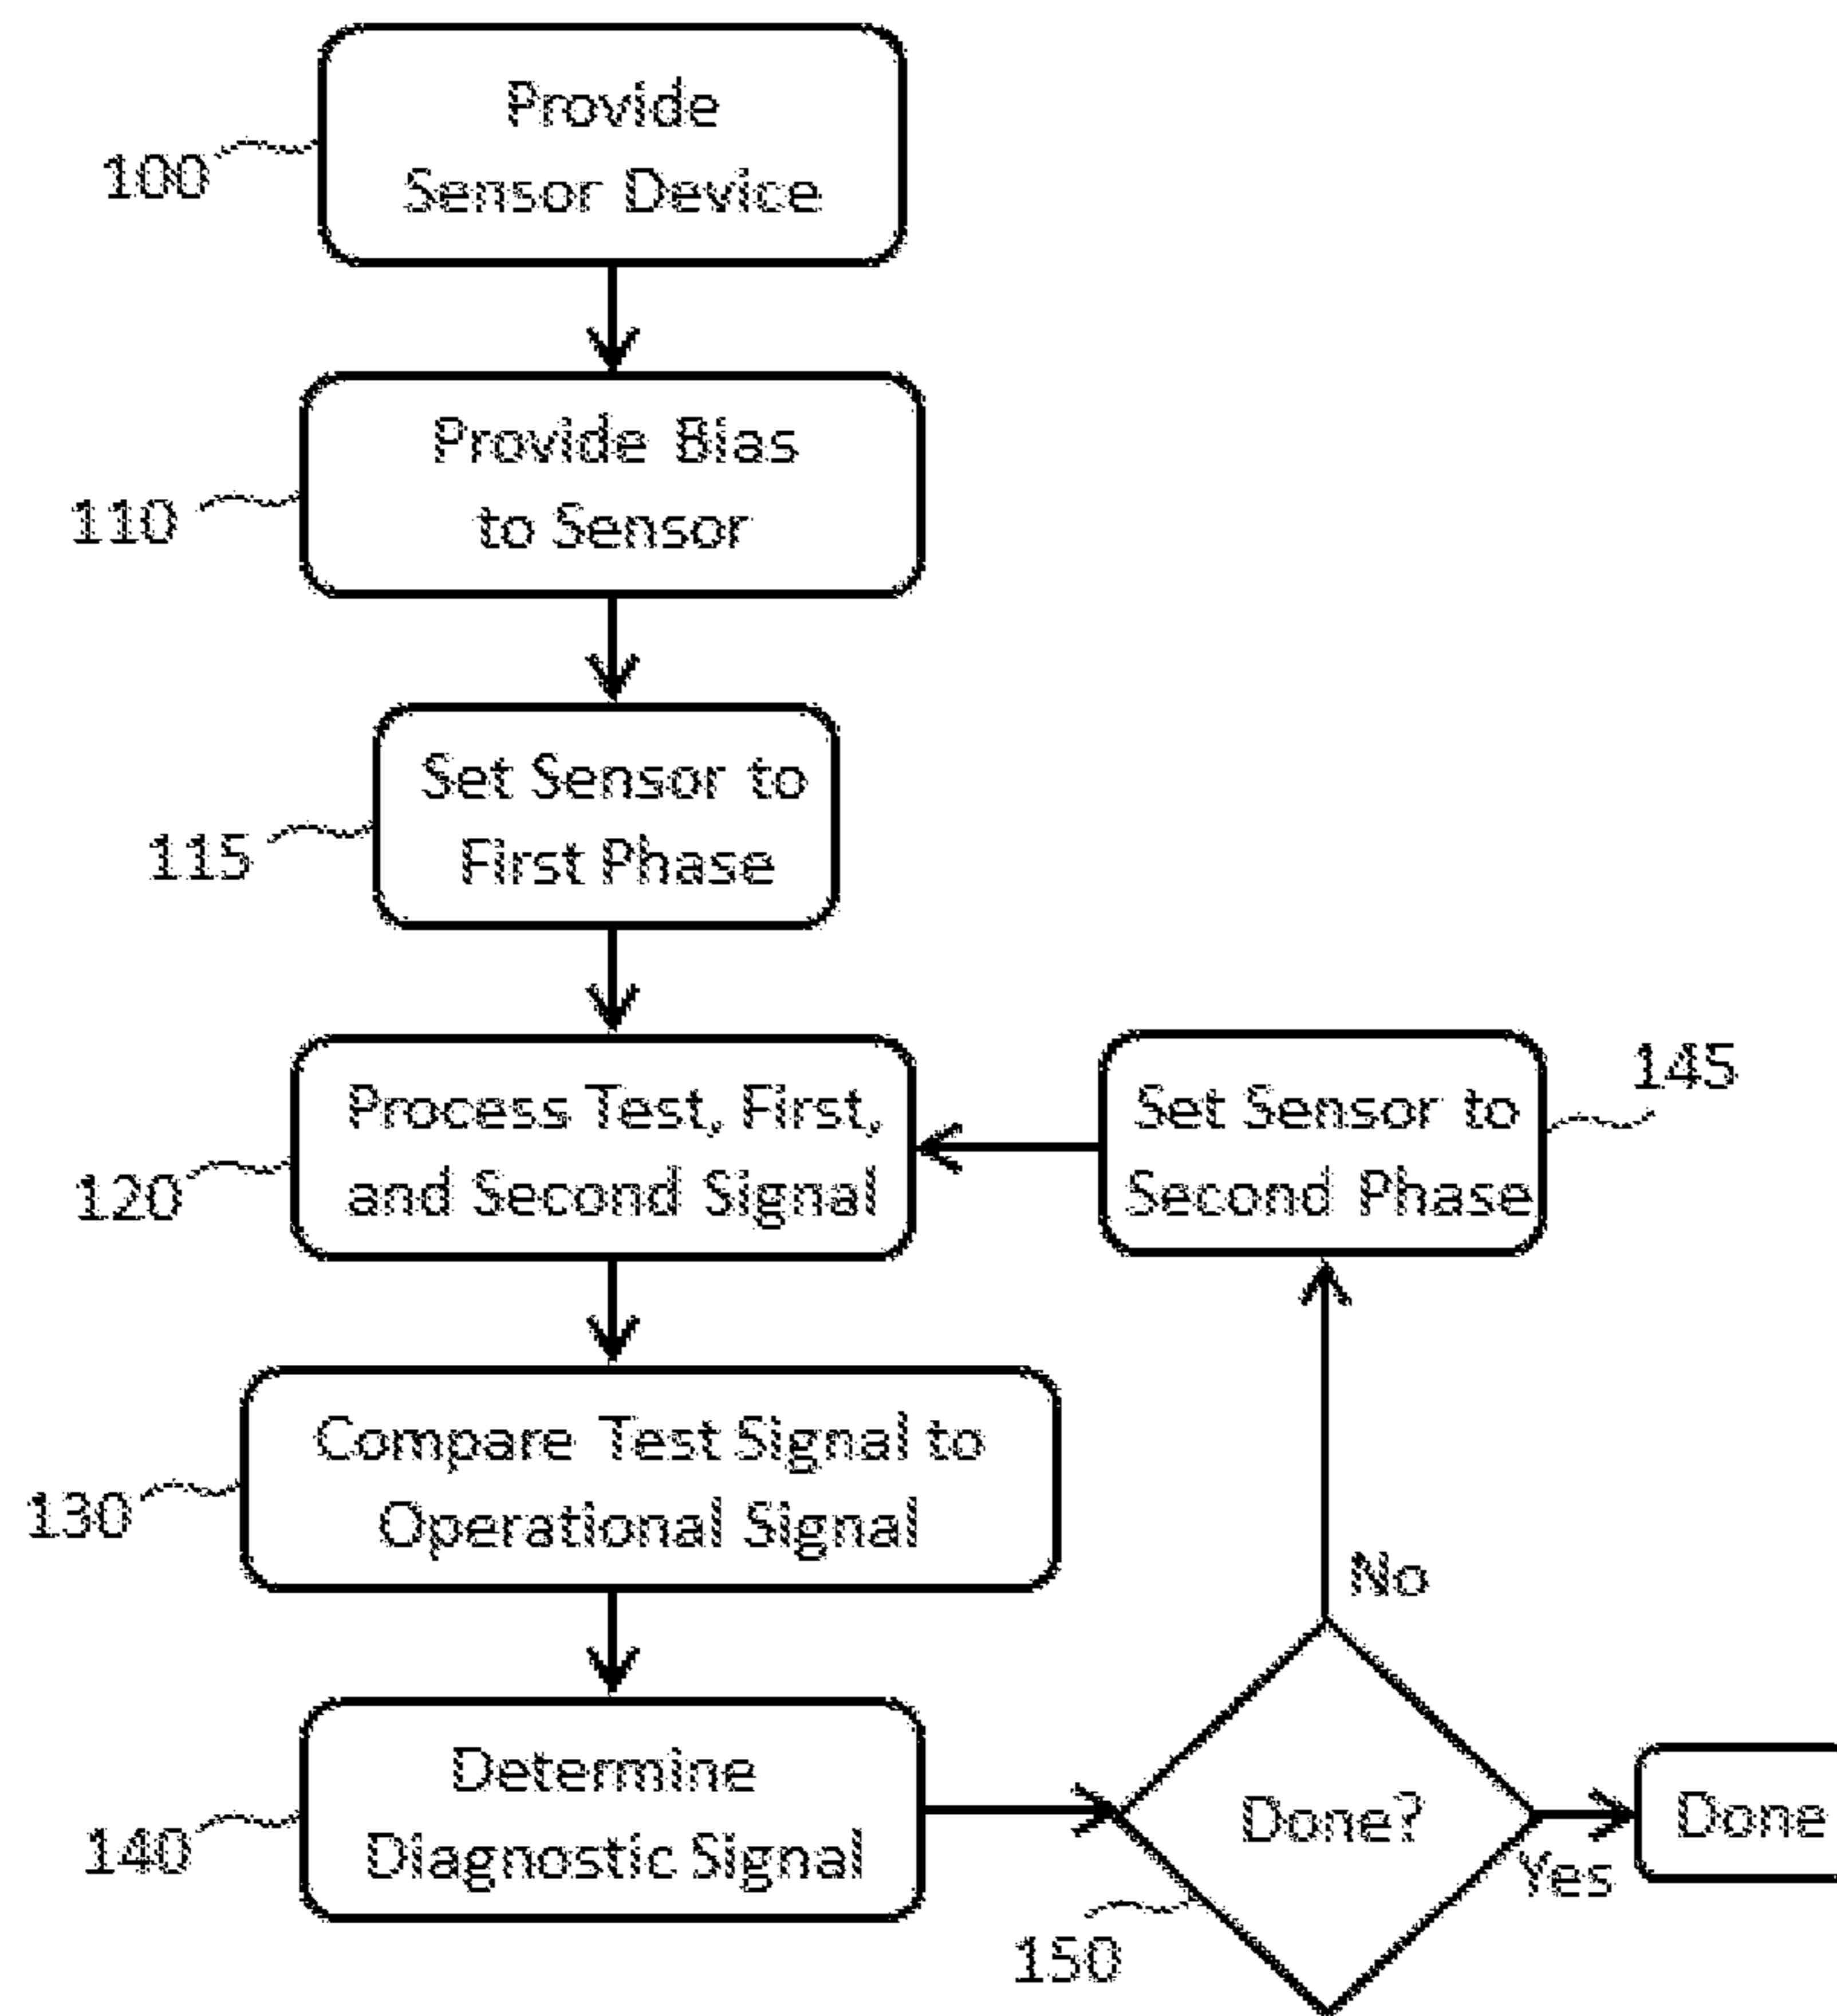 Provide
Sensor Device
100
Provide Bias
to Sensor
110
Set Sensor to
First Phase
115
Process Test, First,
and Second Signal
120
Set Sensor to
Second Phase
145
Compare Test Signal to
Operational Signal
130
No
Determine
Diagnostic Signal
140
Done?
150
Yes
Done